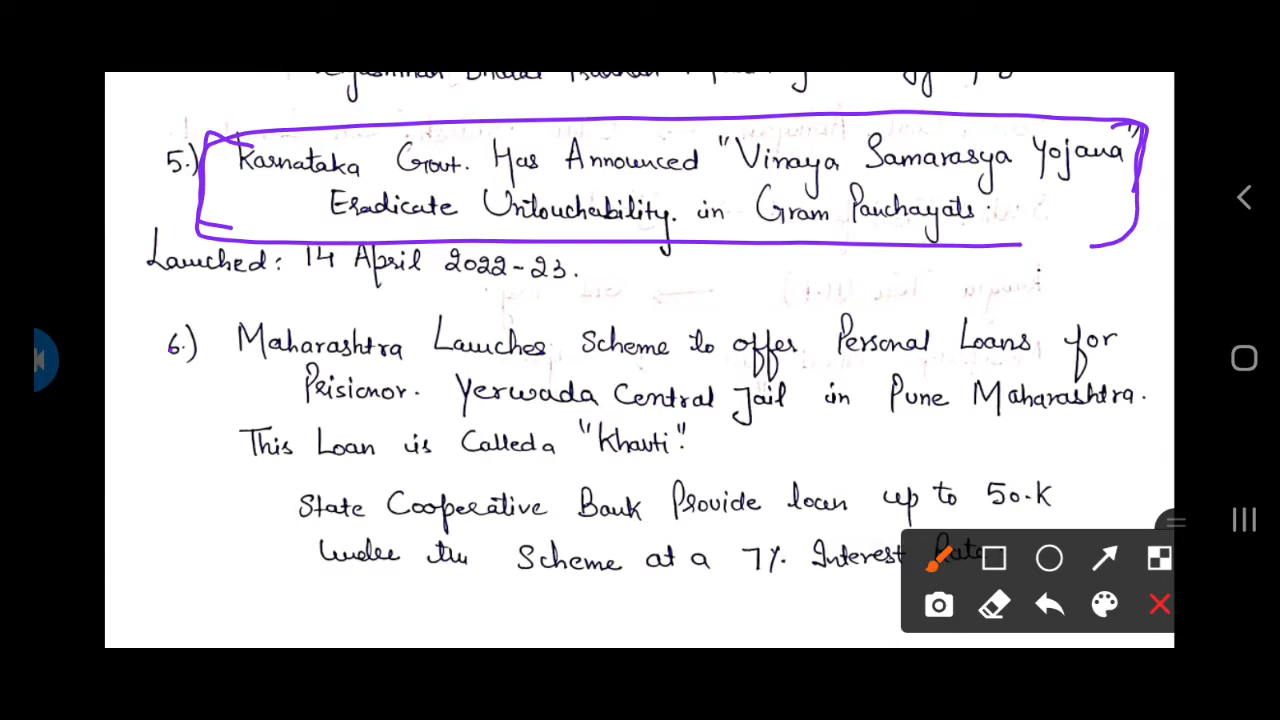 5.) Karnataka Govt. Has Announced "Vinaya Samarasya Yojana"
Eradicate Untouchability. in Gram Panchayats.
Launched: 14 April 2022-23.
6.) Maharashtra Launches Scheme to offer Personal Loans for
Prisionor. Yerwada Central Jail in Pune Maharashtra.
This Loan is Called a "Khavti".
State Cooperative Bank Provide loan up to 50.K
under the Scheme at a 7%. Interest Rate.